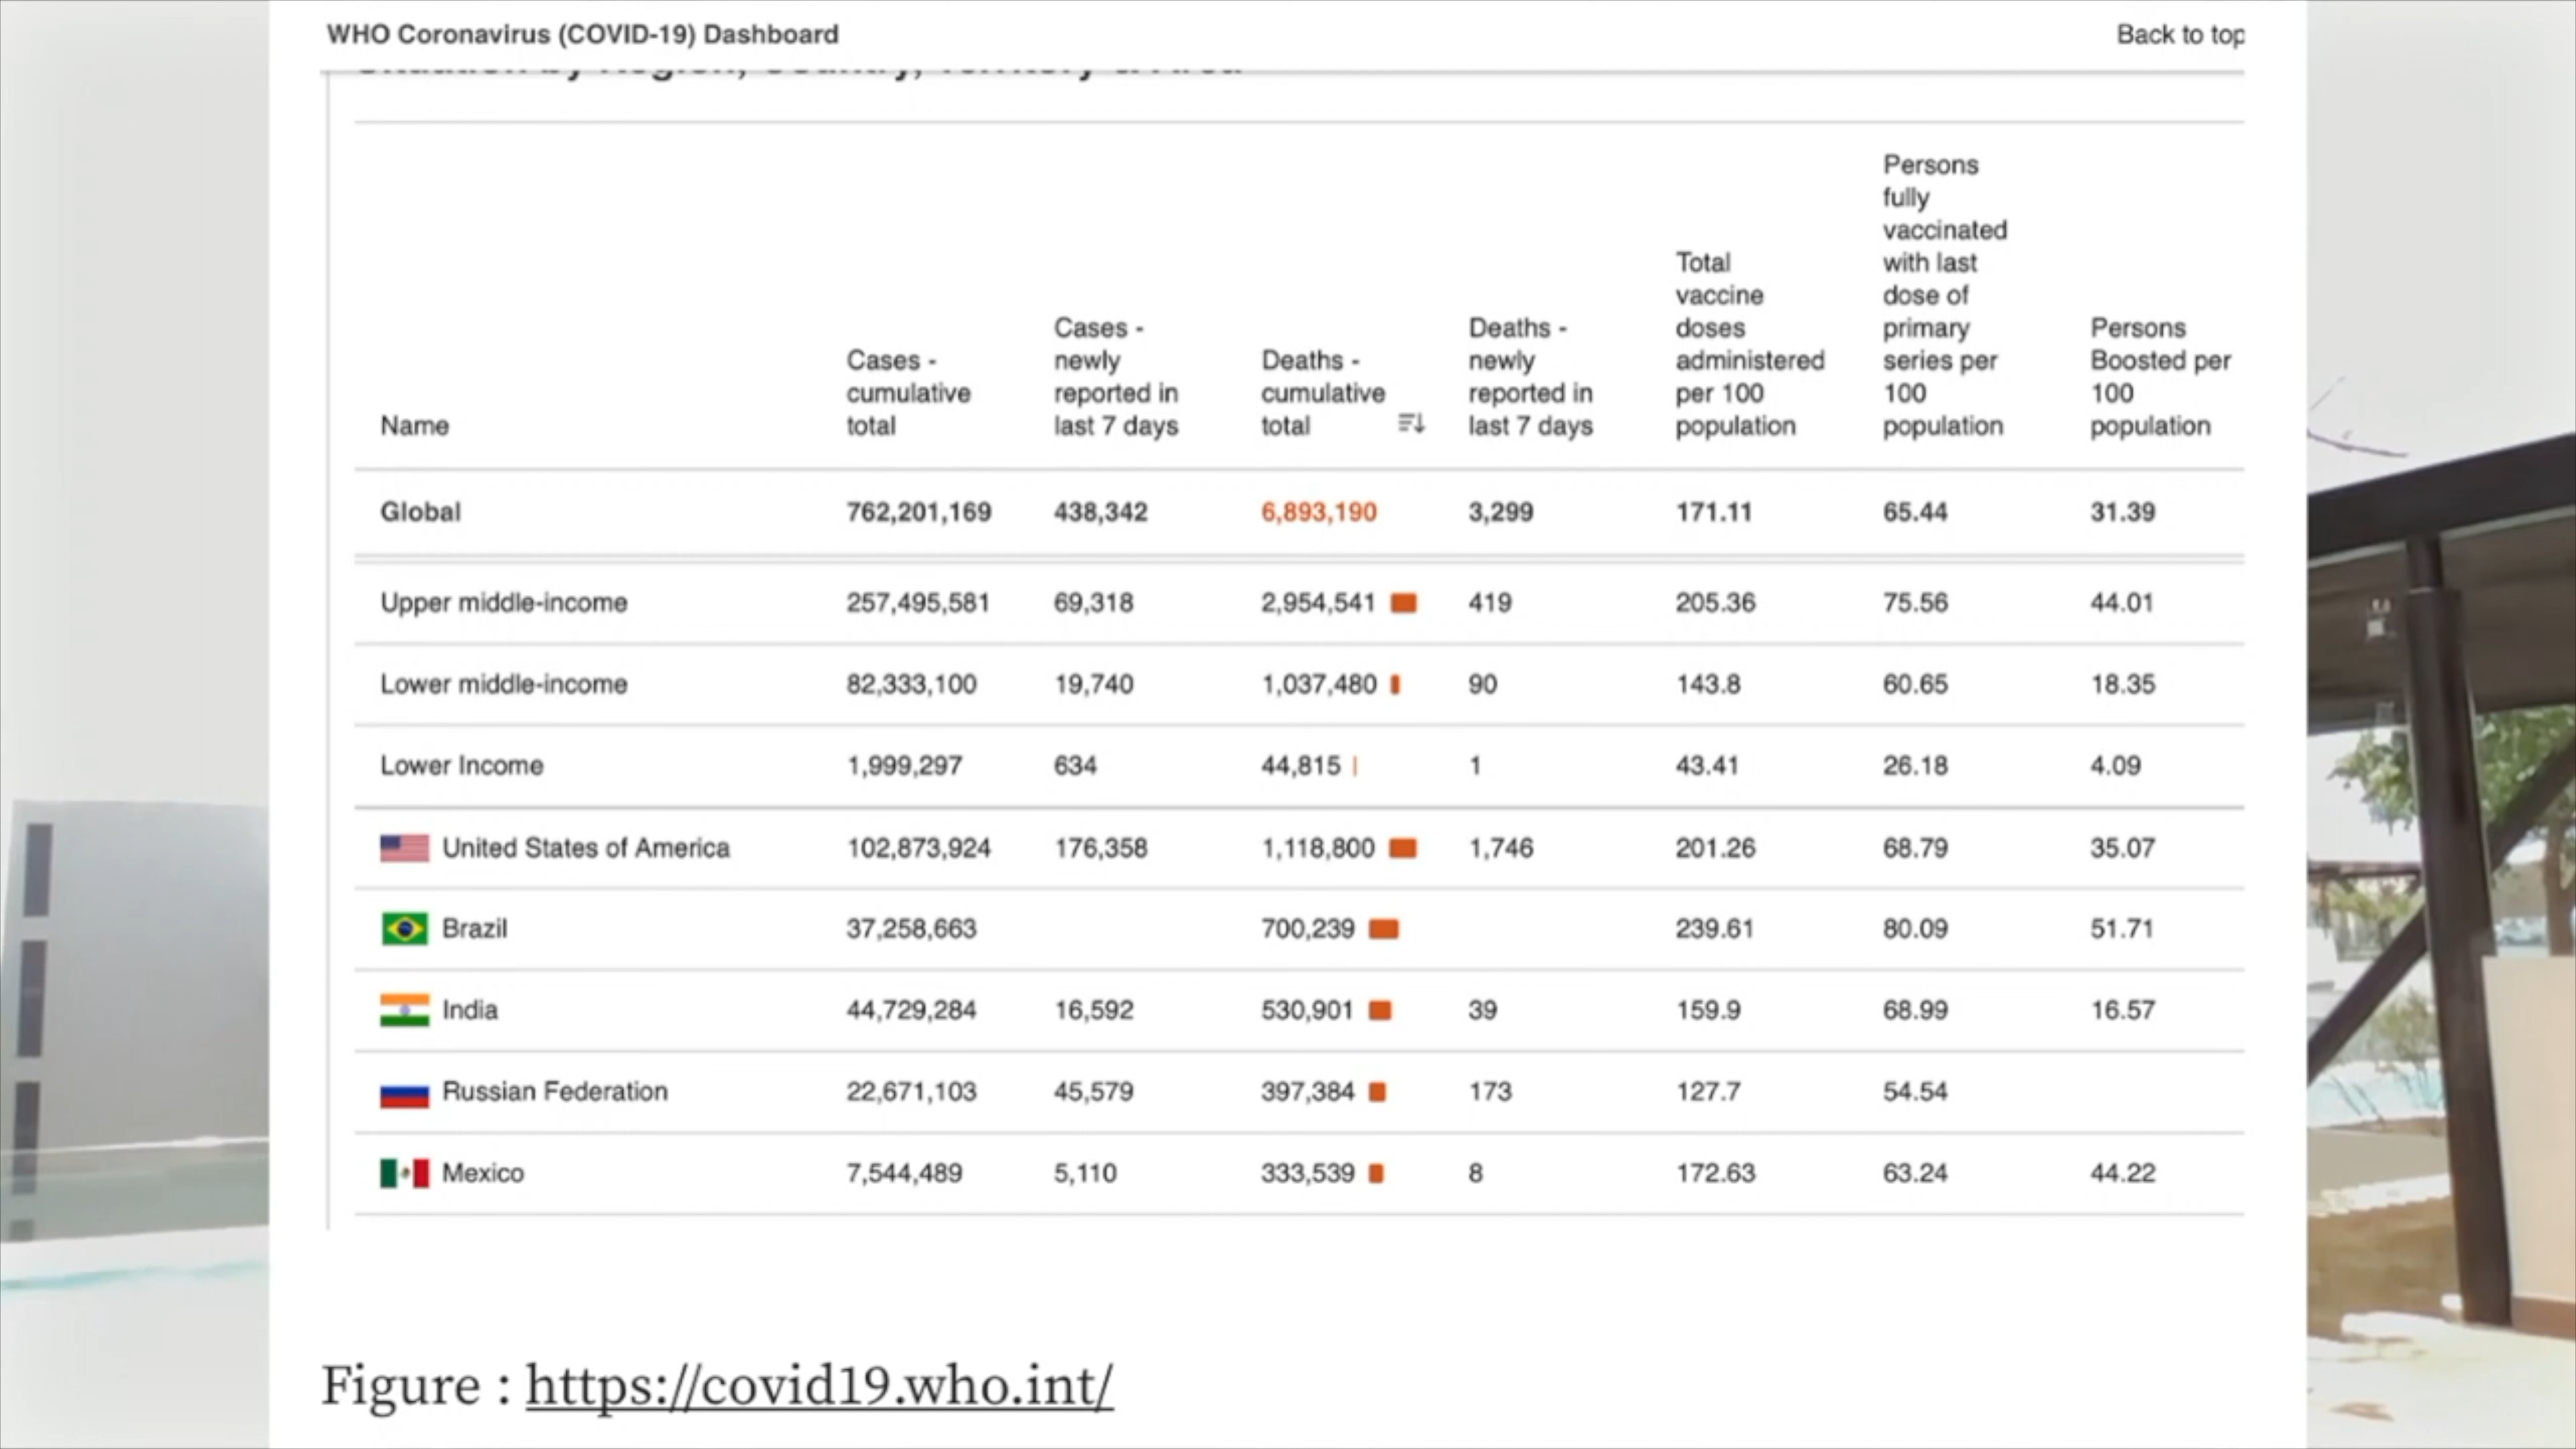 WHO Coronavirus (COVID-19) Dashboard Back to top
Situation by Region, Country, Territory & Area
Name
Cases -
cumulative
total
Cases -
newly
reported in
last 7 days
Deaths -
cumulative
total
Deaths -
newly
reported in
last 7 days
Total
vaccine
doses
administered
per 100
population
Persons
fully
vaccinated
with last
dose of
primary
series per
100
population
Persons
Boosted per
100
population
Global 762,201,169 438,342 6,893,190 3,299 171.11 65.44 31.39
Upper middle-income 257,495,581 69,318 2,954,541 419 205.36 75.56 44.01
Lower middle-income 82,333,100 19,740 1,037,480 90 143.8 60.65 18.35
Lower Income 1,999,297 634 44,815 1 43.41 26.18 4.09
United States of America 102,873,924 176,358 1,118,800 1,746 201.26 68.79 35.07
Brazil 37,258,663 700,239 239.61 80.09 51.71
India 44,729,284 16,592 530,901 39 159.9 68.99 16.57
Russian Federation 22,671,103 45,579 397,384 173 127.7 54.54
Mexico 7,544,489 5,110 333,539 8 172.63 63.24 44.22
Figure : https://covid19.who.int/